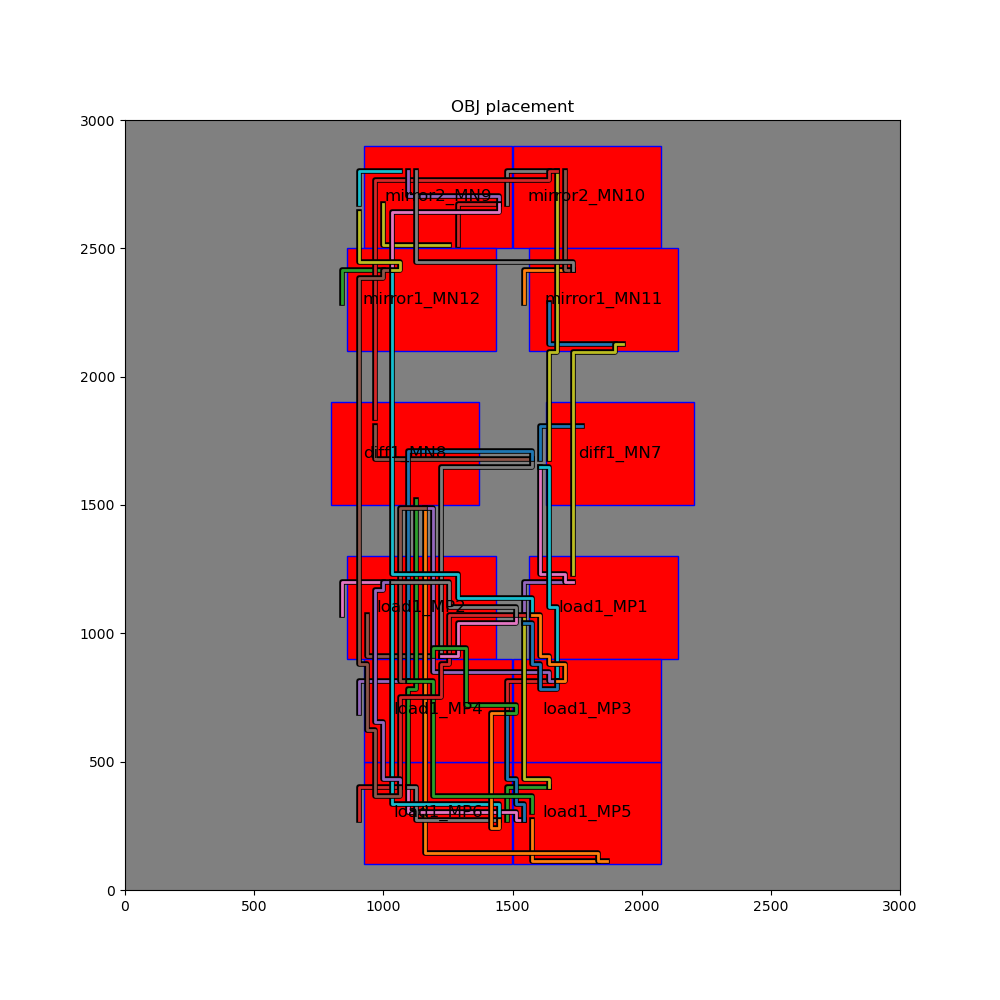 OBJ placement
3000
mirror2_MN9 mirror2_MN10
2500
mirror1_MN12 mirror1_MN11
2000
diff1_MN8 diff1_MN7
1500
load1_MP2 load1_MP1
1000
load1_MP4 load1_MP3
500
load1_MP6 load1_MP5
0
0 500 1000 1500 2000 2500 3000